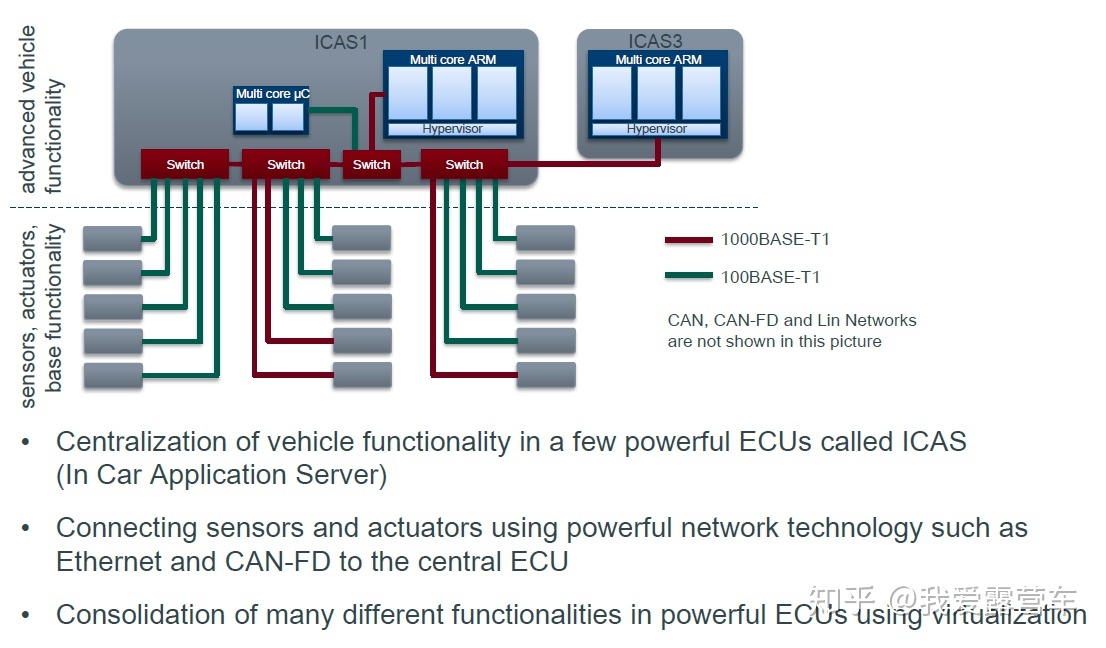 advanced vehicle
functionality
ICAS1
ICAS3
Multi core ARM
Multi core ARM
Multi core µC
Hypervisor
Hypervisor
Switch
Switch
Switch
Switch
sensors, actuators,
base functionality
1000BASE-T1
100BASE-T1
CAN, CAN-FD and Lin Networks
are not shown in this picture
• Centralization of vehicle functionality in a few powerful ECUs called ICAS
(In Car Application Server)
• Connecting sensors and actuators using powerful network technology such as
Ethernet and CAN-FD to the central ECU
• Consolidation of many different functionalities in powerful ECUs using virtualization
知乎 @我爱露营车